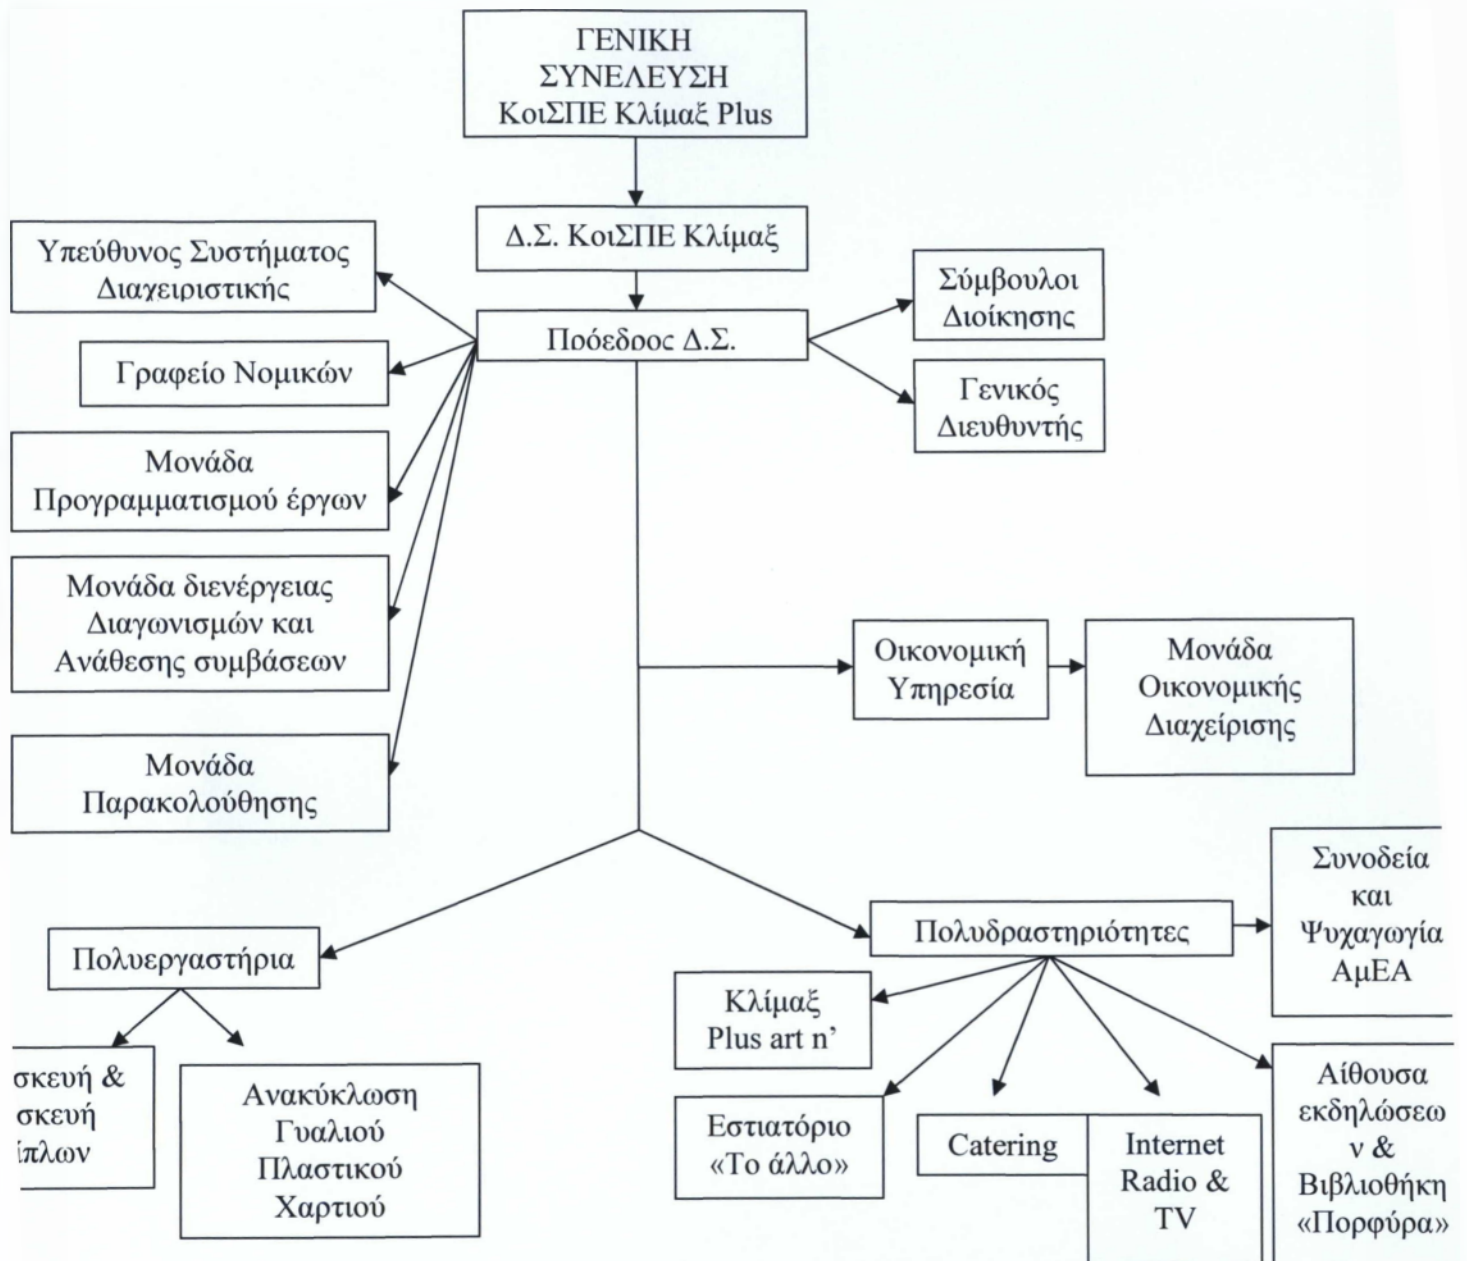 ΓΕΝΙΚΗ
ΣΥΝΕΛΕΥΣΗ
ΚοιΣΠΕ Κλίμαξ Plus
Δ.Σ. ΚοιΣΠΕ Κλίμαξ
Υπεύθυνος Συστήματος
Διαχειριστικής
Σύμβουλοι
Διοίκησης
Πρόεδρος Δ.Σ.
Γραφείο Νομικών
Γενικός
Διευθυντής
Μονάδα
Προγραμματισμού έργων
Μονάδα διενέργειας
Διαγωνισμών και
Ανάθεσης συμβάσεων
Οικονομική
Υπηρεσία
Μονάδα
Οικονομικής
Διαχείρισης
Μονάδα
Παρακολούθησης
Συνοδεία
και
Ψυχαγωγία
ΑμΕΑ
Πολυεργαστήρια
Πολυδραστηριότητες
σκευή &
σκευή
ίπλων
Ανακύκλωση
Γυαλιού
Πλαστικού
Χαρτιού
Κλίμαξ
Plus art n’
Εστιατόριο
«Το άλλο»
Catering
Internet
Radio &
TV
Αίθουσα
εκδηλώσεω
ν &
Βιβλιοθήκη
«Πορφύρα»